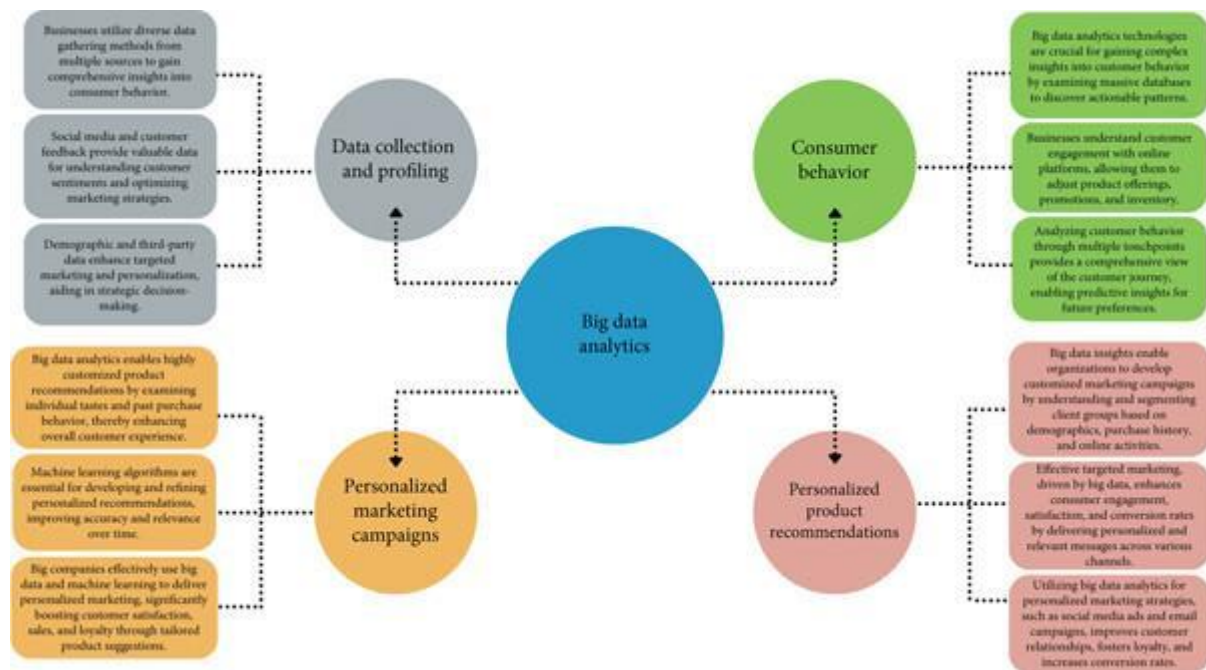 Businesses utilize diverse data
gathering methods from
multiple sources to gain
comprehensive insights into
consumer behavior.
Social media and customer
feedback provide valuable data
for understanding customer
sentiments and optimizing
marketing strategies.
Demographic and third-party
data enhance targeted
marketing and personalization,
aiding in strategic decision-
making.
Data collection
and profiling
Consumer
behavior
Big data analytics technologies
are crucial for gaining complex
insights into customer behavior
by examining massive databases
to discover actionable patterns.
Businesses understand customer
engagement with online
platforms, allowing them to
adjust product offerings,
promotions, and inventory.
Analyzing customer behavior
through multiple touchpoints
provides a comprehensive view
of the customer journey,
enabling predictive insights for
future preferences.
Big data
analytics
Big data analytics enables highly
customized product
recommendations by examining
individual tastes and past purchase
behavior, thereby enhancing
overall customer experience.
Machine learning algorithms are
essential for developing and refining
personalized recommendations,
improving accuracy and relevance
over time.
Big companies effectively use big
data and machine learning to deliver
personalized marketing, significantly
boosting customer satisfaction,
sales, and loyalty through tailored
product suggestions.
Personalized
marketing
campaigns
Personalized
product
recommendations
Big data insights enable
organizations to develop
customized marketing campaigns
by understanding and segmenting
client groups based on
demographics, purchase history,
and online activities.
Effective targeted marketing,
driven by big data, enhances
consumer engagement,
satisfaction, and conversion rates
by delivering personalized and
relevant messages across various
channels.
Utilizing big data analytics for
personalized marketing strategies,
such as social media ads and email
campaigns, improves customer
relationships, fosters loyalty, and
increases conversion rates.